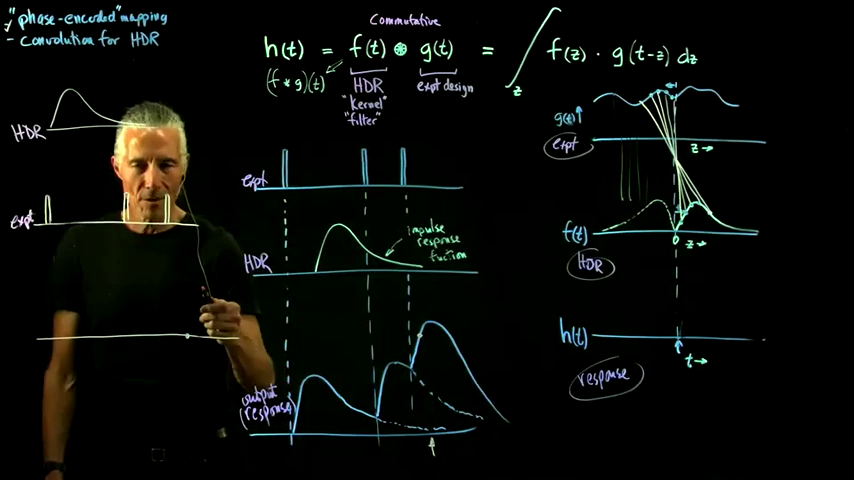 "phase-encoded" mapping
- convolution for HDR
Commutative
h(t) = f(t) ⊛ g(t) = ∫ f(z) · g(t-z) dz
z
(f * g)(t)
HDR
"kernel"
"filter"
expt design
HDR
expt
expt
HDR
impulse
response
function
output
(response)
g(t)↑
expt
z→
f(t)
HDR
0
z→
h(t)
t→
response